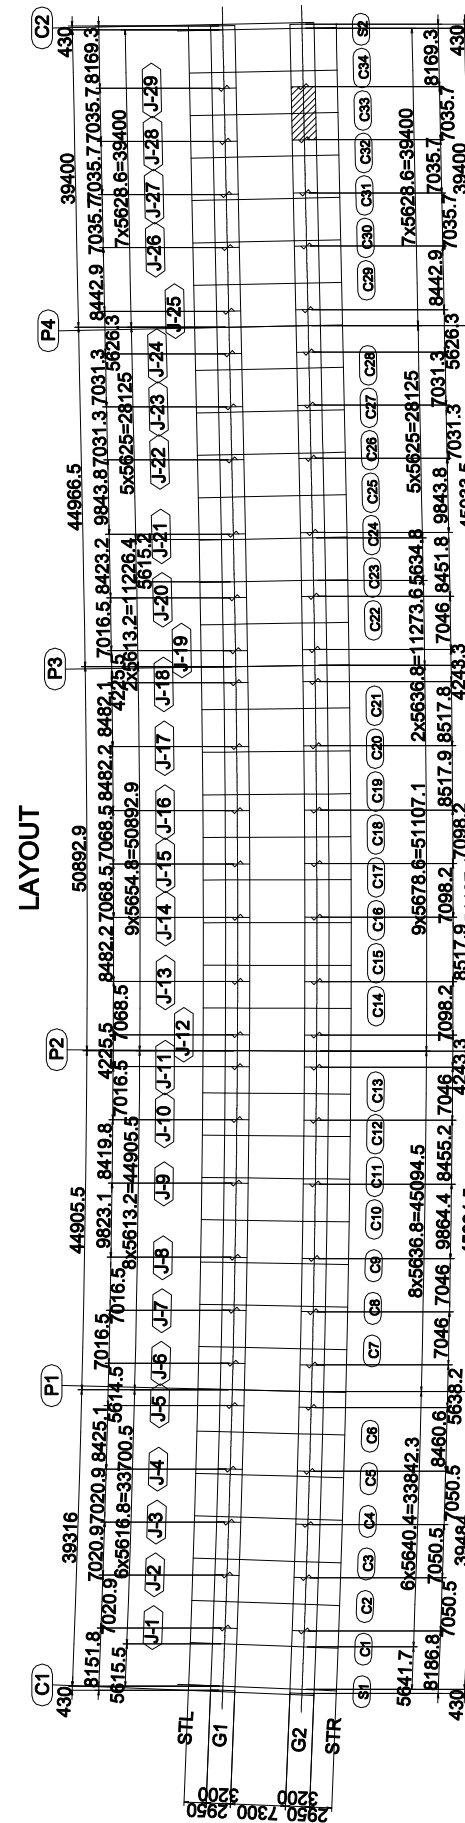 LAYOUT
C1 P1 P2 P3 P4 C2
430 39316 44905.5 50892.9 44966.5 39400 430
8151.8 7020.9 7020.9 7020.9 8425.1 5614.5 7016.5 7016.5 9823.1 8419.8 7016.5 4225.5 7068.5 8482.2 7068.5 7068.5 8482.2 8482.1 4225.5 7016.5 8423.2 9843.8 7031.3 7031.3 5626.3 8442.9 7035.7 7035.7 7035.7 8169.3
5615.5 6x5616.8=33700.5 8x5613.2=44905.5 9x5654.8=50892.9 2x5613.2=11226.4 5615.2 5x5625=28125 7x5628.6=39400
J-1 J-2 J-3 J-4 J-5 J-6 J-7 J-8 J-9 J-10 J-11 J-12 J-13 J-14 J-15 J-16 J-17 J-18 J-19 J-20 J-21 J-22 J-23 J-24 J-25 J-26 J-27 J-28 J-29
STL
G1
G2
STR
2950 3200 7300 3200 2950
S1 C1 C2 C3 C4 C5 C6 C7 C8 C9 C10 C11 C12 C13 C14 C15 C16 C17 C18 C19 C20 C21 C22 C23 C24 C25 C26 C27 C28 C29 C30 C31 C32 C33 C34 S2
5641.7 6x5640.4=33842.3 8x5636.8=45094.5 9x5678.6=51107.1 2x5636.8=11273.6 5634.8 5x5625=28125 7x5628.6=39400
8186.8 7050.5 7050.5 7050.5 8460.6 5638.2 7046 7046 9864.4 8455.2 7046 4243.3 7098.2 8517.9 7098.2 7098.2 8517.9 8517.8 4243.3 7046 8451.8 9843.8 7031.3 7031.3 5626.3 8442.9 7035.7 7035.7 7035.7 8169.3
430 39400 430